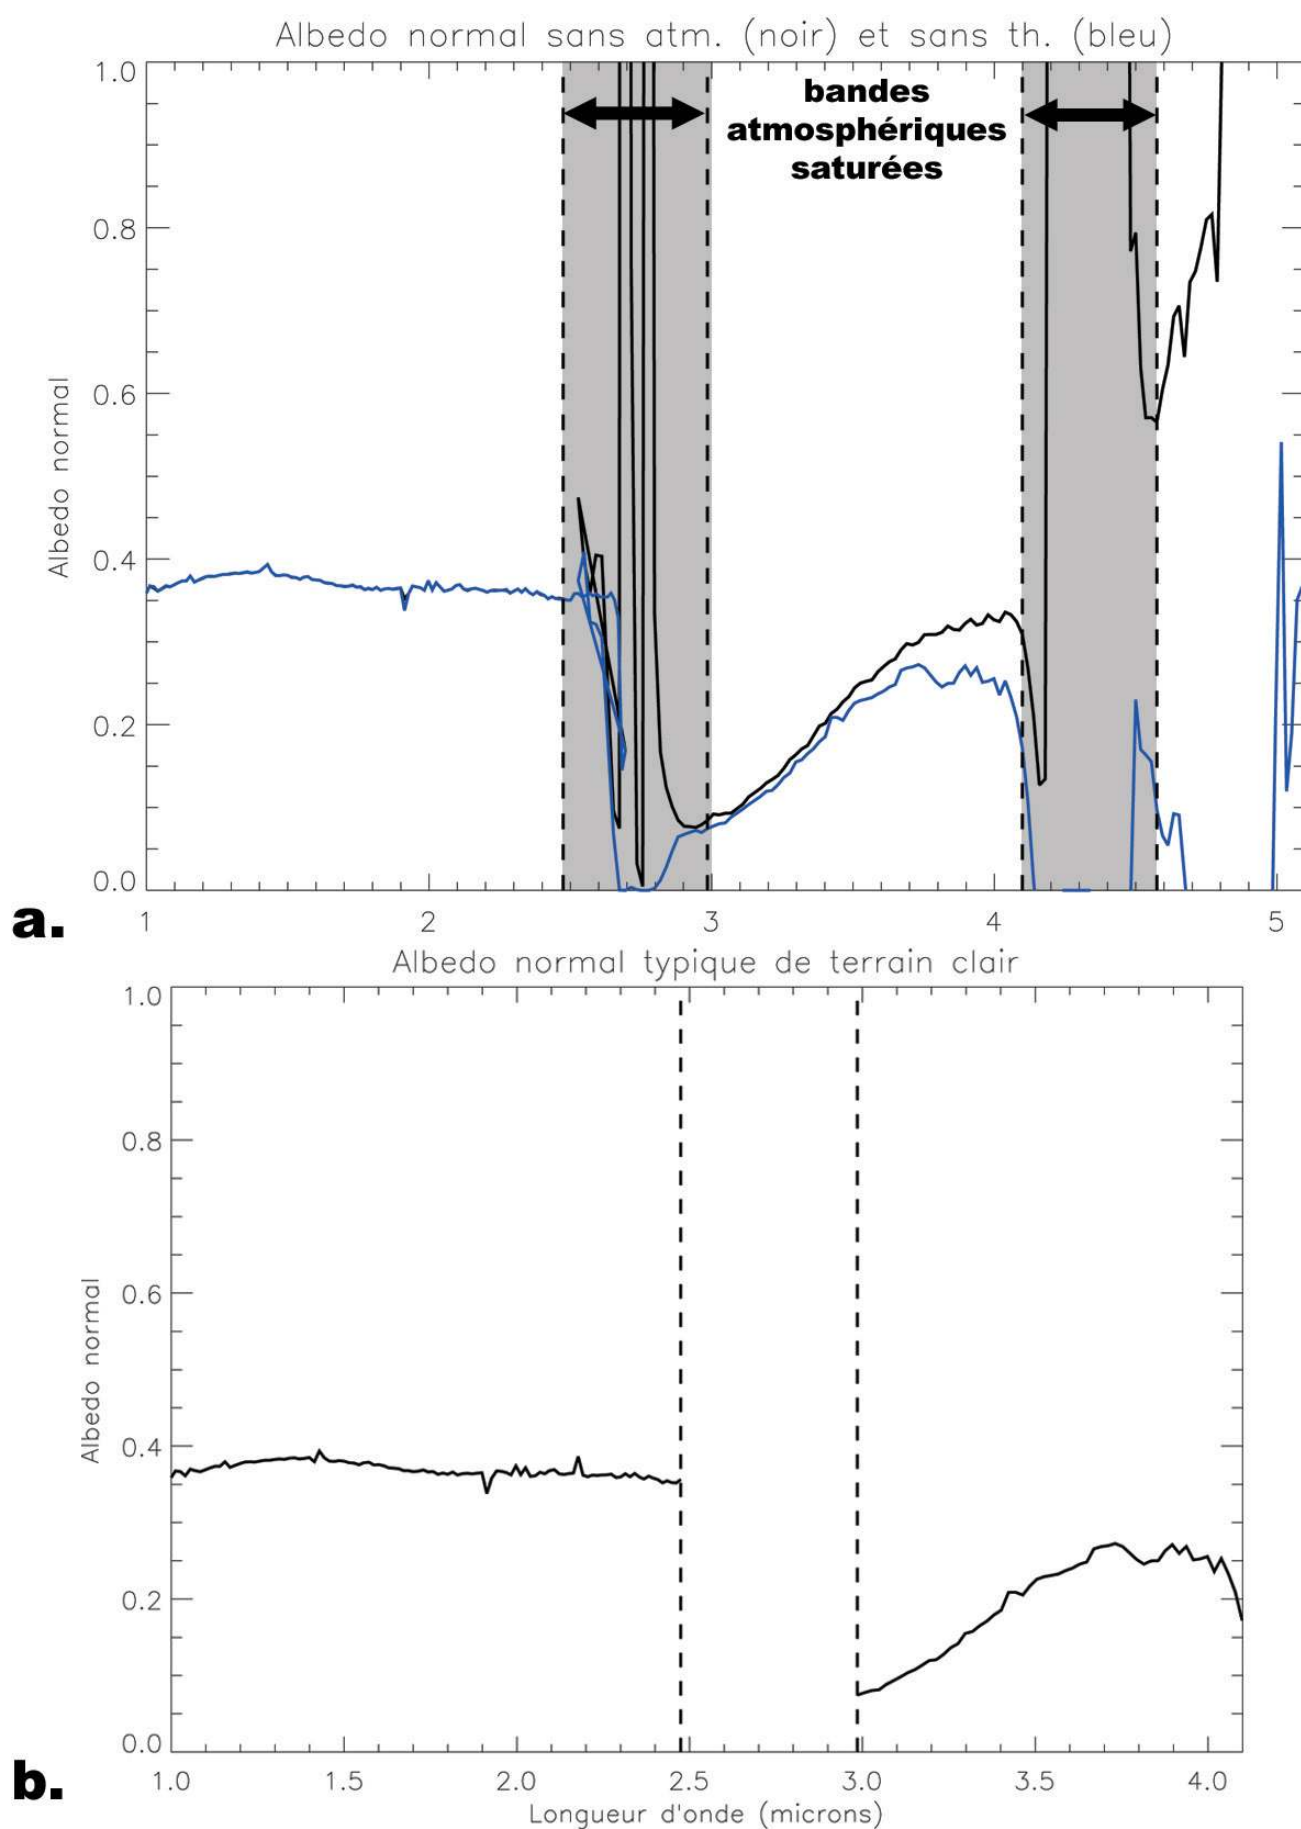 Albedo normal sans atm. (noir) et sans th. (bleu)
bandes
atmosphériques
saturées
1.0
0.8
0.6
0.4
0.2
0.0
Albedo normal
1 2 3 4 5
a.
Albedo normal typique de terrain clair
1.0
0.8
0.6
0.4
0.2
0.0
Albedo normal
1.0 1.5 2.0 2.5 3.0 3.5 4.0
b.
Longueur d'onde (microns)